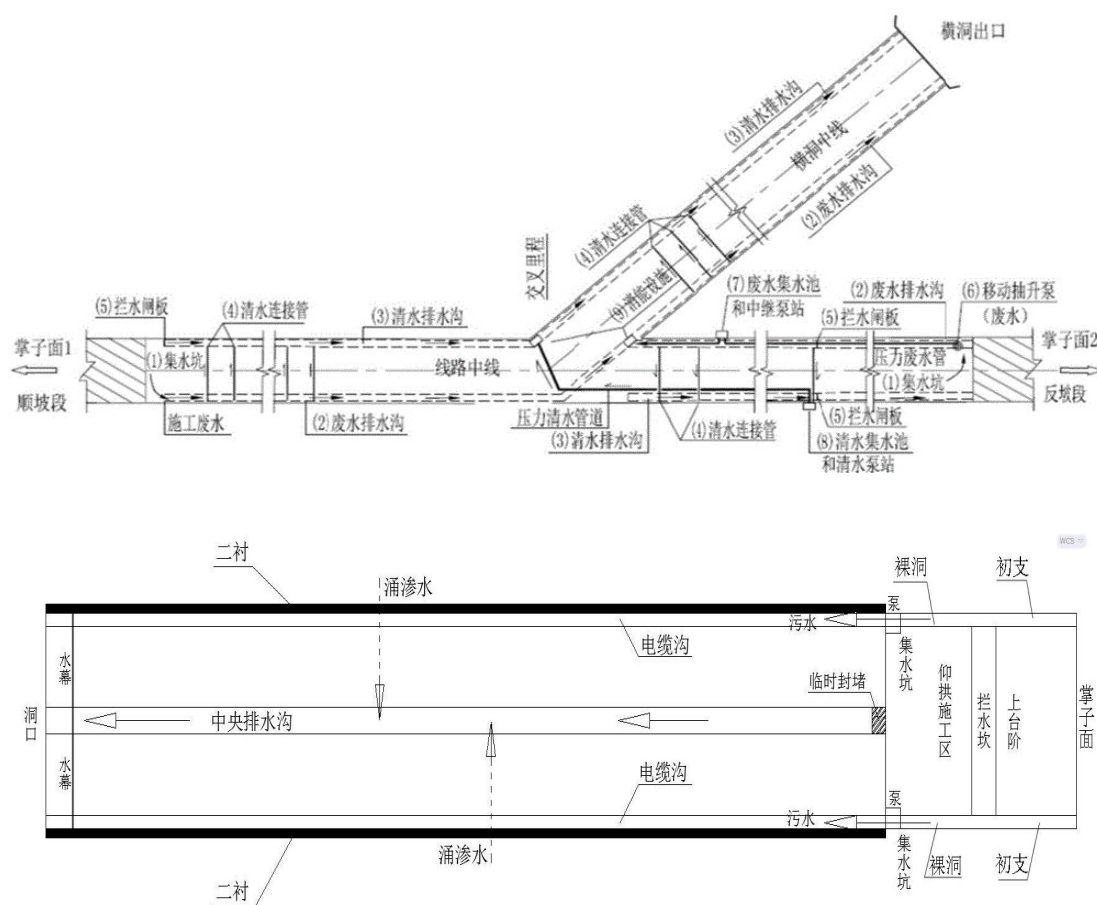 横洞出口
(3)清水排水沟
横洞中线
(2)废水排水沟
(4)清水连接管
交叉里程
(9)消能设施
(7)废水集水池
和中继泵站
(2)废水排水沟
(6)移动抽升泵
(废水)
(5)拦水闸板
(4)清水连接管
(3)清水排水沟
(5)拦水闸板
掌子面1
(1)集水坑
线路中线
压力废水管
掌子面2
(1)集水坑
顺坡段
反坡段
施工废水
(2)废水排水沟
压力清水管道
(3)清水排水沟
(4)清水连接管
(5)拦水闸板
(8)清水集水池
和清水泵站
WCS
二衬
涌渗水
裸洞
初支
泵
污水
电缆沟
集水坑
水幕
临时封堵
仰拱施工区
拦水坎
上台阶
掌子面
洞口
中央排水沟
水幕
电缆沟
泵
污水
集水坑
涌渗水
裸洞
初支
二衬